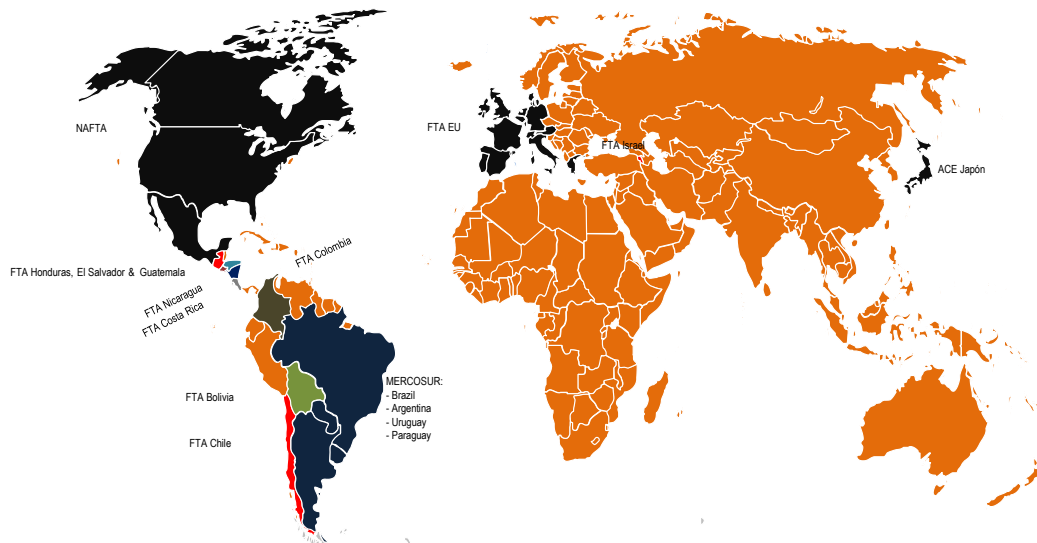 NAFTA
FTA EU
FTA Israel
ACE Japón
FTA Colombia
FTA Honduras, El Salvador & Guatemala
FTA Nicaragua
FTA Costa Rica
FTA Bolivia
MERCOSUR:
- Brazil
- Argentina
- Uruguay
- Paraguay
FTA Chile